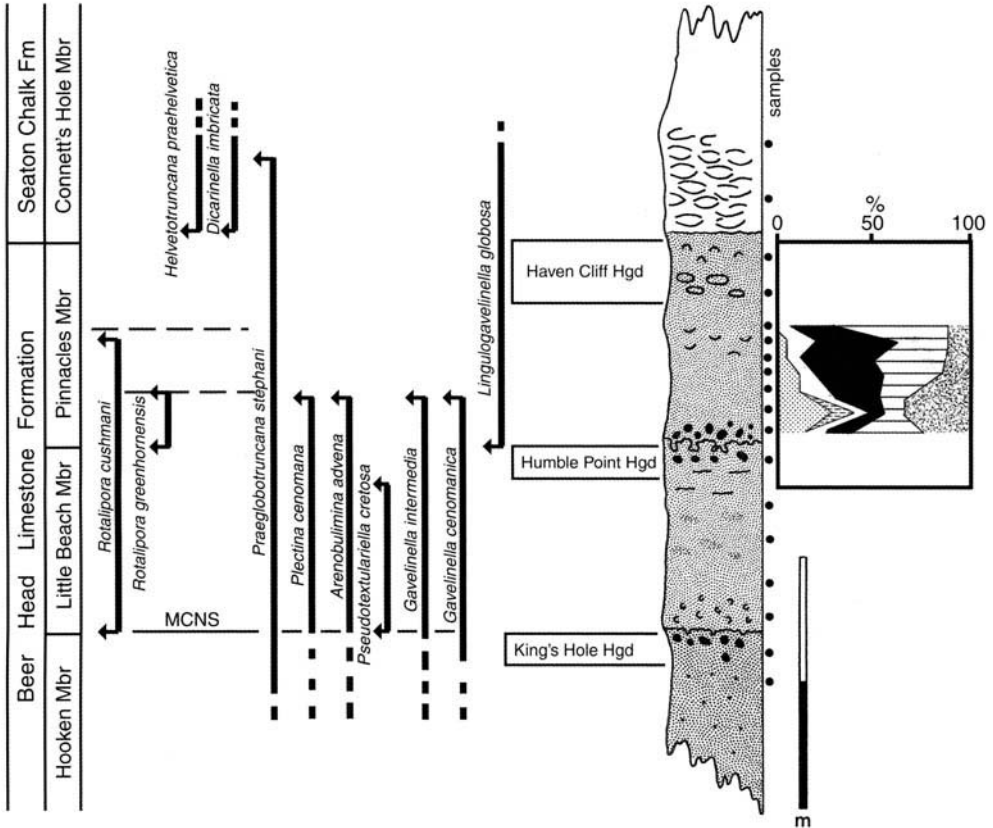 Seaton Chalk Fm
Connett's Hole Mbr
Beer Head Limestone Formation
Pinnacles Mbr
Little Beach Mbr
Hooken Mbr
Rotalipora cushmani
Rotalipora greenhornensis
Helvetotruncana praehelvetica
Dicarinella imbricata
Praeglobotruncana stephani
Plectina cenomana
Arenobulimina advena
Pseudotextulariella cretosa
Gavelinella intermedia
Gavelinella cenomanica
Lingulogavelinella globosa
MCNS
Haven Cliff Hgd
Humble Point Hgd
King's Hole Hgd
samples
%
0 50 100
m